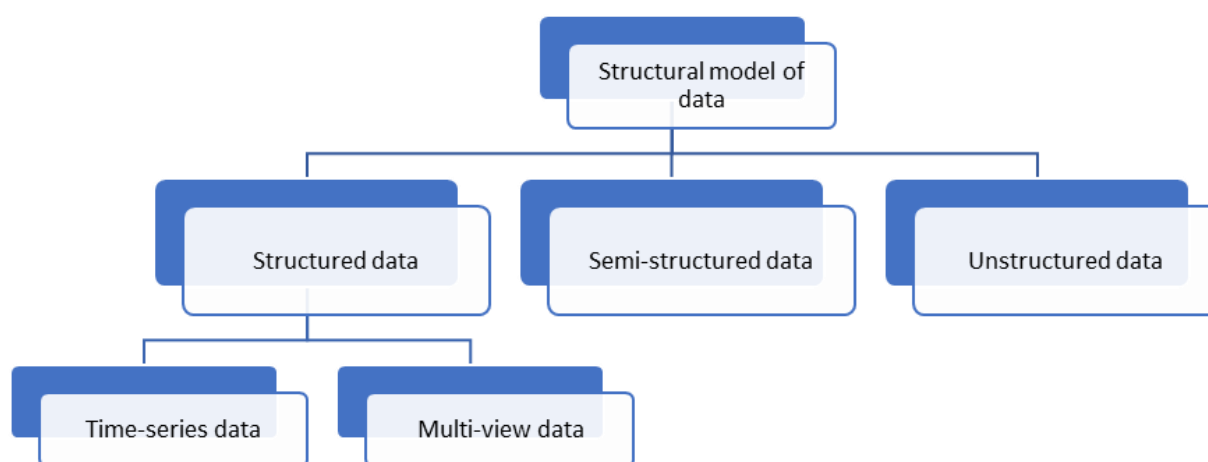 Structural model of
data
Structured data
Semi-structured data
Unstructured data
Time-series data
Multi-view data